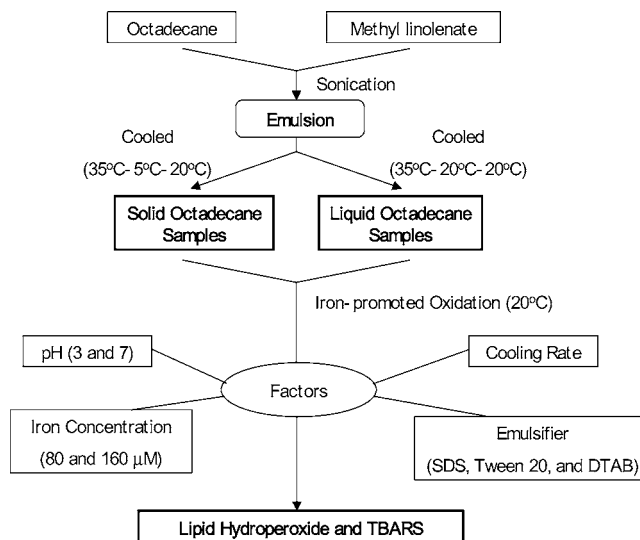 Octadecane
Methyl linolenate
Sonication
Emulsion
Cooled
(35°C- 5°C- 20°C)
Cooled
(35°C- 20°C- 20°C)
Solid Octadecane
Samples
Liquid Octadecane
Samples
Iron- promoted Oxidation (20°C)
pH (3 and 7)
Cooling Rate
Factors
Iron Concentration
(80 and 160 μM)
Emulsifier
(SDS, Tween 20, and DTAB)
Lipid Hydroperoxide and TBARS